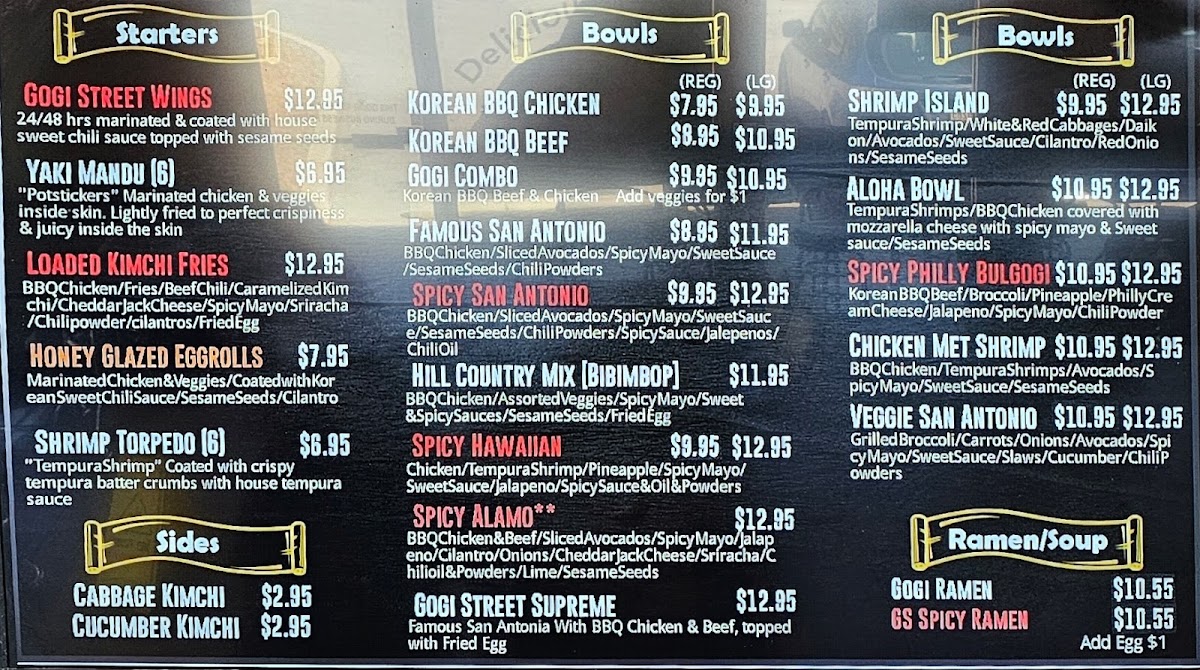 Starters
GOGI STREET WINGS $12.95
24/48 hrs marinated & coated with house
sweet chili sauce topped with sesame seeds
YAKI MANDU (6) $6.95
"Potstickers" Marinated chicken & veggies
inside skin. Lightly fried to perfect crispiness
& juicy inside the skin
LOADED KIMCHI FRIES $12.95
BBQChicken/Fries/BeefChili/CaramelizedKim
chi/CheddarJackCheese/SpicyMayo/Sriracha
/Chilipowder/cilantros/FriedEgg
HONEY GLAZED EGGROLLS $7.95
MarinatedChicken&Veggies/CoatedwithKor
eanSweetChiliSauce/SesameSeeds/Cilantro
SHRIMP TORPEDO (6) $6.95
"TempuraShrimp" Coated with crispy
tempura batter crumbs with house tempura
sauce
Sides
CABBAGE KIMCHI $2.95
CUCUMBER KIMCHI $2.95
Bowls
(REG) (LG)
KOREAN BBQ CHICKEN $7.95 $9.95
KOREAN BBQ BEEF $8.95 $10.95
GOGI COMBO $9.95 $10.95
Korean BBQ Beef & Chicken Add veggies for $1
FAMOUS SAN ANTONIO $8.95 $11.95
BBQChicken/SlicedAvocados/SpicyMayo/SweetSauce
/SesameSeeds/ChiliPowders
SPICY SAN ANTONIO $9.95 $12.95
BBQChicken/SlicedAvocados/SpicyMayo/SweetSauc
e/SesameSeeds/ChiliPowders/SpicySauce/Jalepenos/
ChiliOil
HILL COUNTRY MIX [BIBIMBOP] $11.95
BBQChicken/AssortedVeggies/SpicyMayo/Sweet
&SpicySauces/SesameSeeds/FriedEgg
SPICY HAWAIIAN $9.95 $12.95
Chicken/TempuraShrimp/Pineapple/SpicyMayo/
SweetSauce/Jalapeno/SpicySauce&Oil&Powders
SPICY ALAMO** $12.95
BBQChicken&Beef/SlicedAvocados/SpicyMayo/Jalap
eno/Cilantro/Onions/CheddarJackCheese/Sriracha/C
hilioil&Powders/Lime/SesameSeeds
GOGI STREET SUPREME $12.95
Famous San Antonia With BBQ Chicken & Beef, topped
with Fried Egg
Bowls
(REG) (LG)
SHRIMP ISLAND $9.95 $12.95
TempuraShrimp/White&RedCabbages/Daik
on/Avocados/SweetSauce/Cilantro/RedOnio
ns/SesameSeeds
ALOHA BOWL $10.95 $12.95
TempuraShrimps/BBQChicken covered with
mozzarella cheese with spicy mayo & Sweet
sauce/SesameSeeds
SPICY PHILLY BULGOGI $10.95 $12.95
KoreanBBQBeef/Broccoli/Pineapple/PhillyCre
amCheese/Jalapeno/SpicyMayo/ChiliPowder
CHICKEN MET SHRIMP $10.95 $12.95
BBQChicken/TempuraShrimps/Avocados/S
picyMayo/SweetSauce/SesameSeeds
VEGGIE SAN ANTONIO $10.95 $12.95
GrilledBroccoli/Carrots/Onions/Avocados/Spi
cyMayo/SweetSauce/Slaws/Cucumber/ChiliP
owders
Ramen/Soup
GOGI RAMEN $10.55
GS SPICY RAMEN $10.55
Add Egg $1